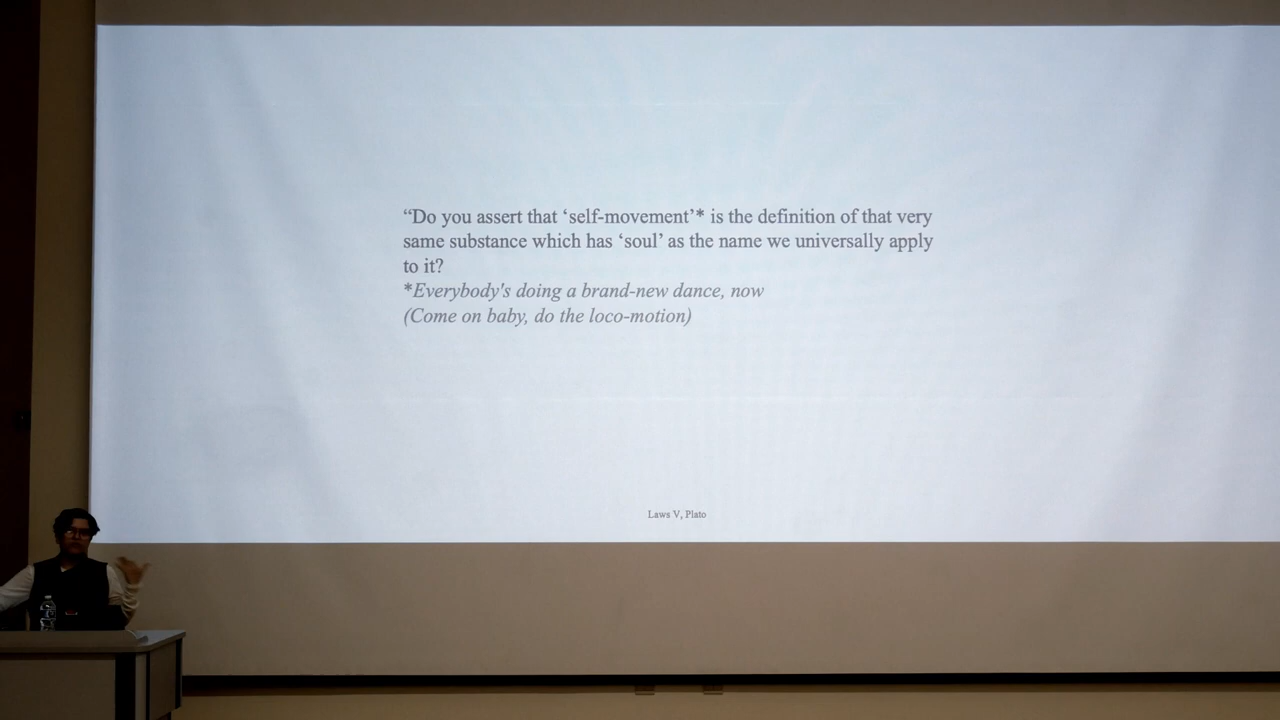 “Do you assert that ‘self-movement’* is the definition of that very
same substance which has ‘soul’ as the name we universally apply
to it?
*Everybody's doing a brand-new dance, now
(Come on baby, do the loco-motion)
Laws V, Plato